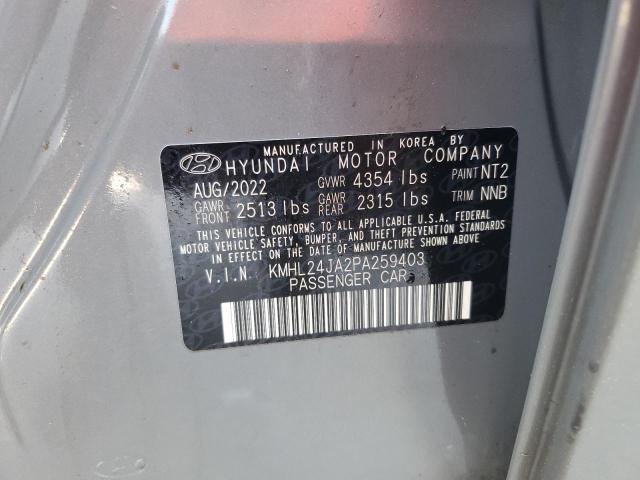 MANUFACTURED IN KOREA BY
HYUNDAI MOTOR COMPANY
AUG/2022 GVWR 4354 lbs PAINT NT2
GAWR FRONT 2513 lbs GAWR REAR 2315 lbs TRIM NNB
THIS VEHICLE CONFORMS TO ALL APPLICABLE U.S.A. FEDERAL
MOTOR VEHICLE SAFETY, BUMPER, AND THEFT PREVENTION STANDARDS
IN EFFECT ON THE DATE OF MANUFACTURE SHOWN ABOVE.
V.I.N. KMHL24JA2PA259403
PASSENGER CAR